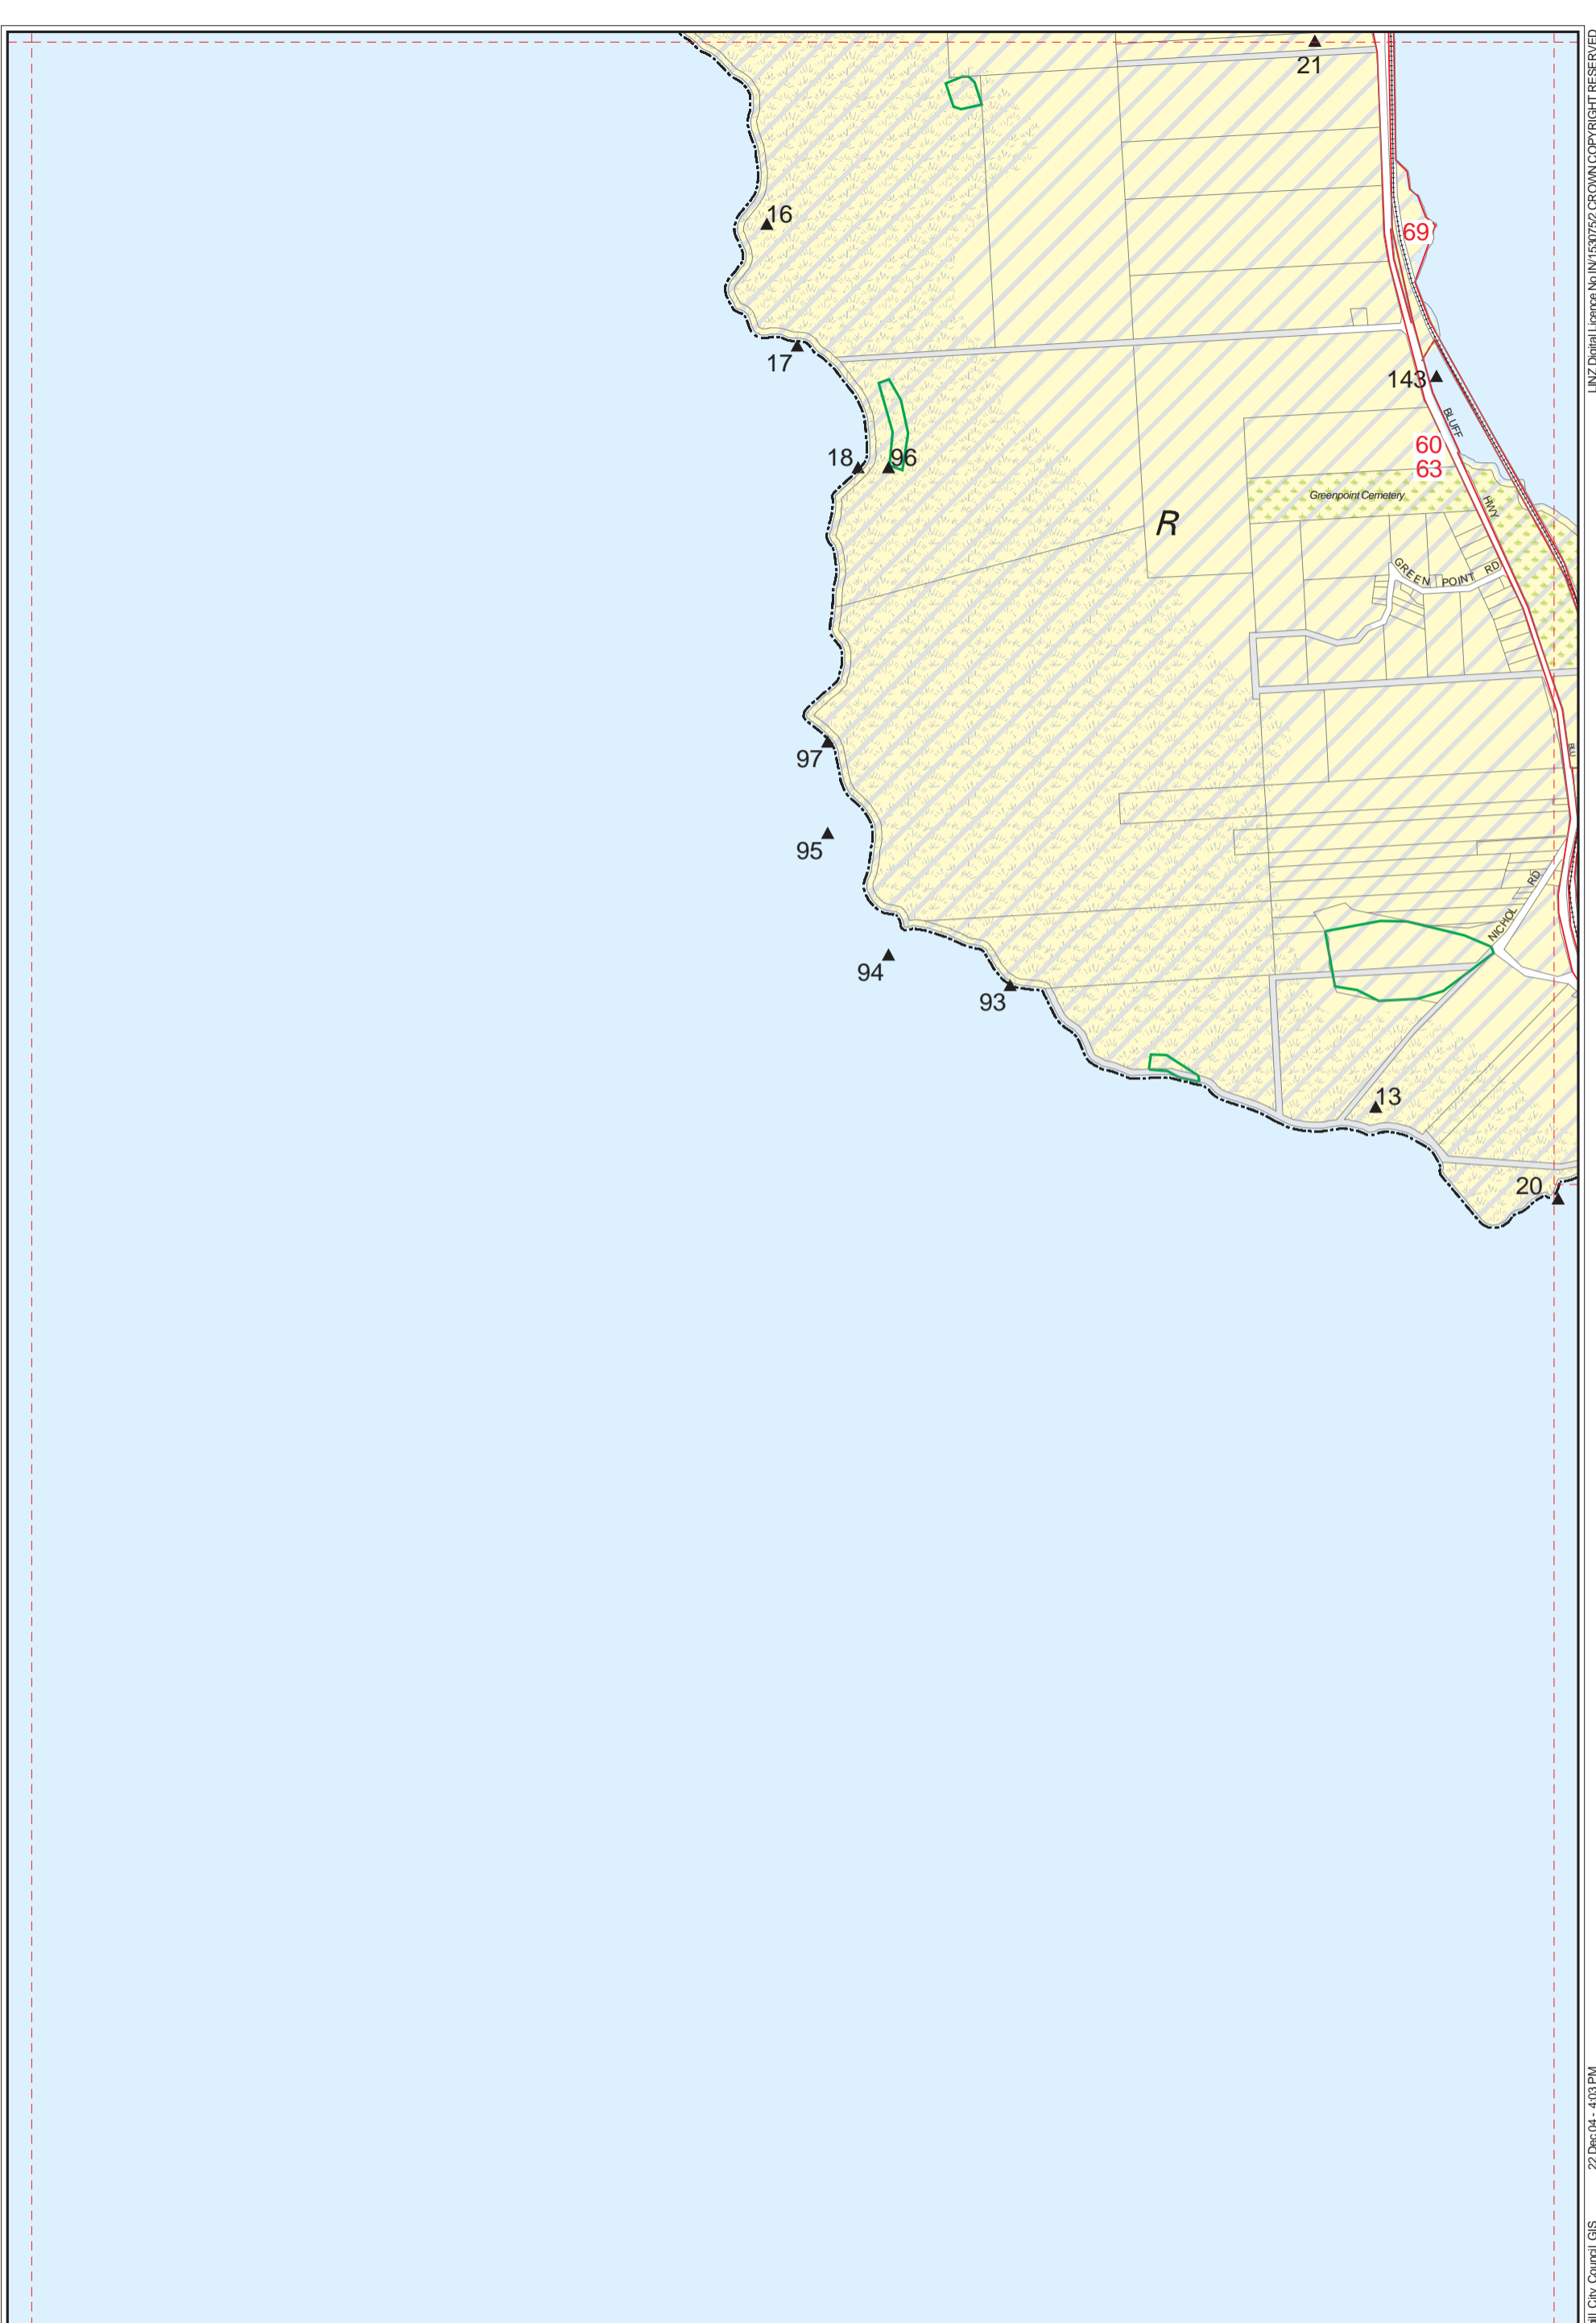 21
16
69
17
143
BLUFF
60
63
18
96
Greenpoint Cemetery
HWY
R
GREEN POINT RD
97
BLU
95
NICHOL RD
94
93
13
20
LINZ Digital Licence No IN/153075/2 CROWN COPYRIGHT RESERVED
22 Dec 04 - 4:03 PM
City Council GIS